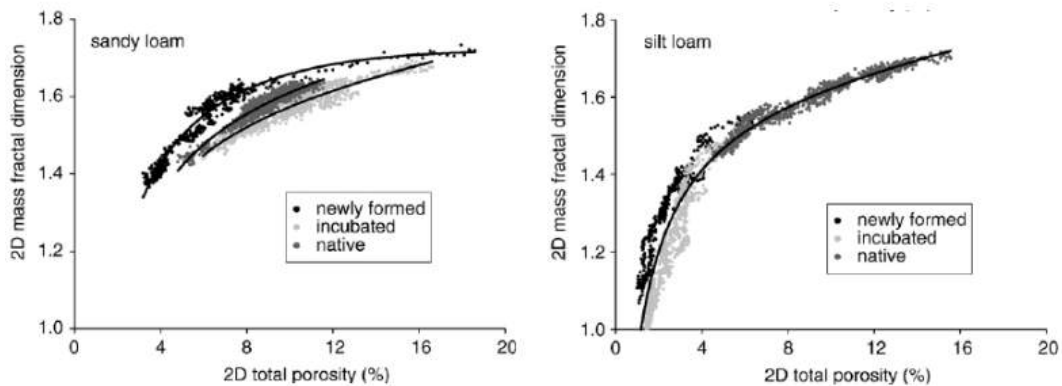 sandy loam
2D mass fractal dimension
1.8
1.6
1.4
1.2
1.0
newly formed
incubated
native
0
4
8
12
16
20
2D total porosity (%)
silt loam
2D mass fractal dimension
1.8
1.6
1.4
1.2
1.0
newly formed
incubated
native
0
4
8
12
16
20
2D total porosity (%)